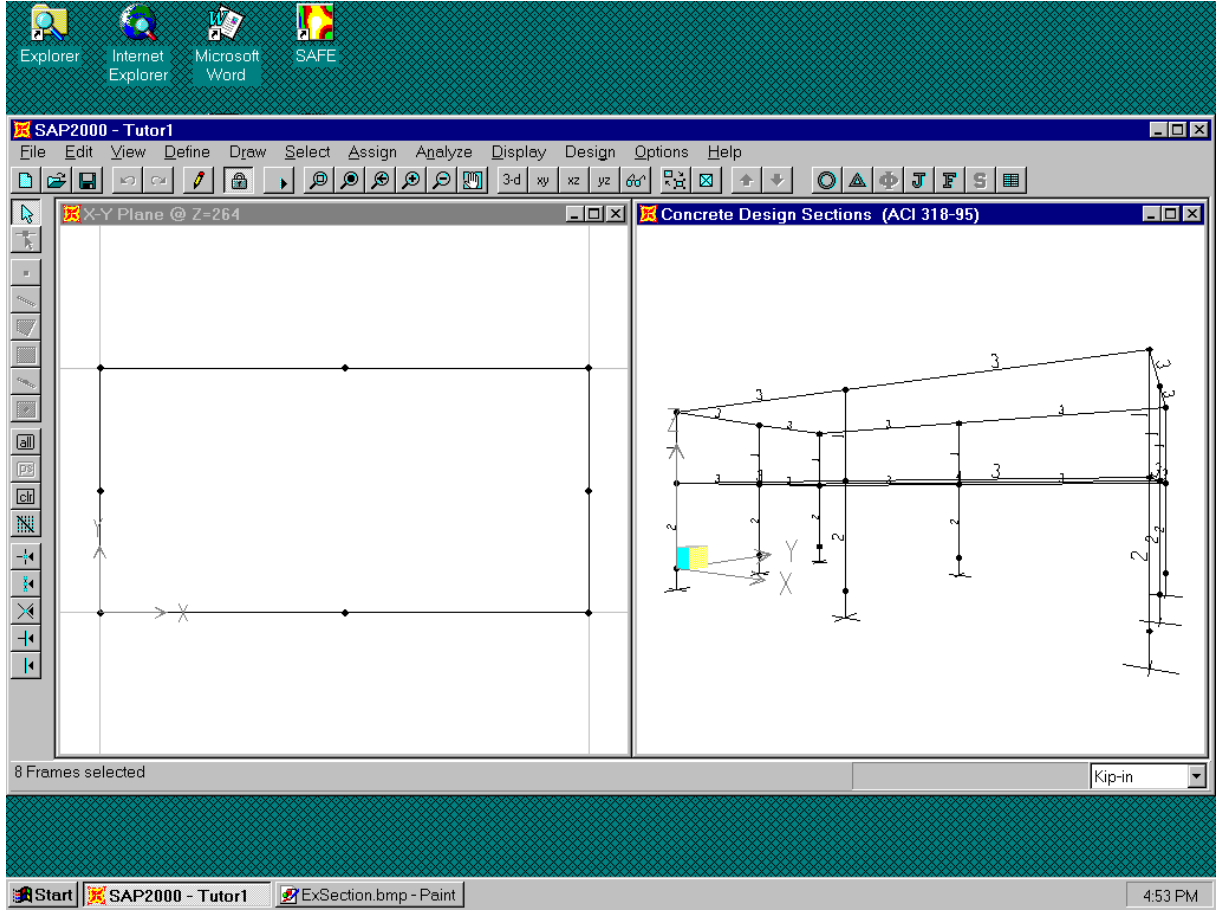 Explorer
Internet
Explorer
Microsoft
Word
SAFE
SAP2000 - Tutor1
File Edit View Define Draw Select Assign Analyze Display Design Options Help
3-d xy xz yz J F S
X-Y Plane @ Z=264
Concrete Design Sections (ACI 318-95)
all
ps
clr
3
3
3
3
3
Z
3
2
2
2
2
2
Y
X
Y
X
8 Frames selected
Kip-in
Start
SAP2000 - Tutor1
ExSection.bmp - Paint
4:53 PM